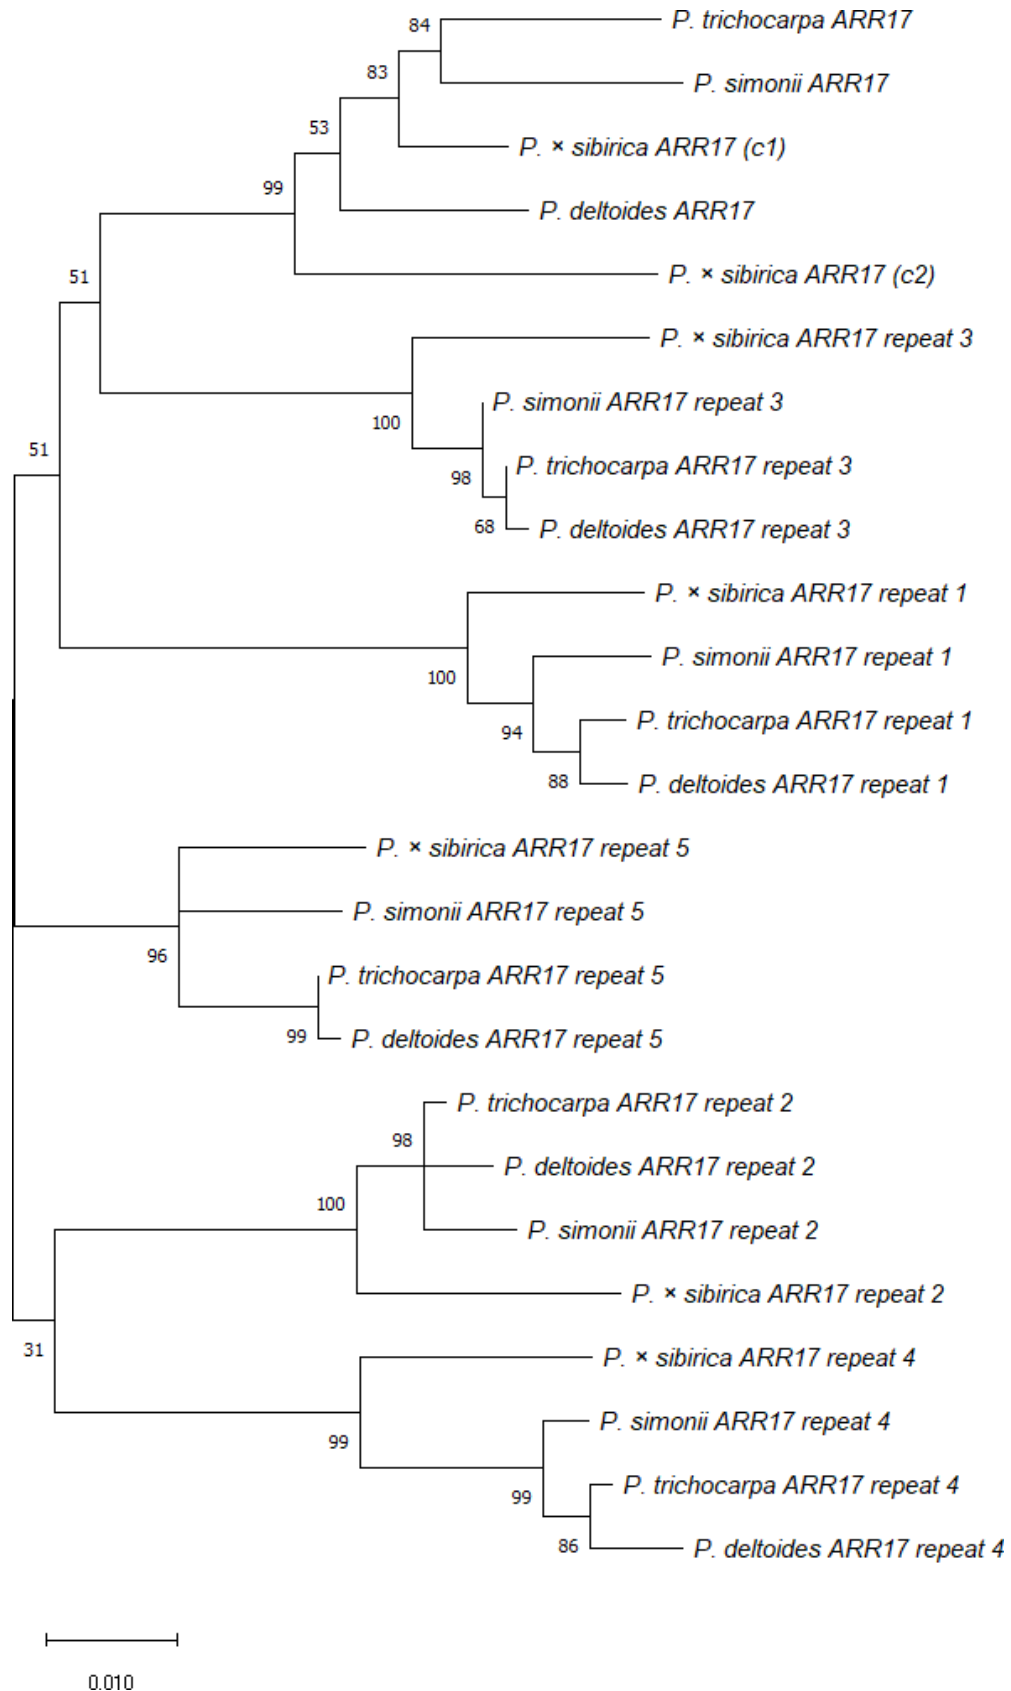 84
P. trichocarpa ARR17
83
P. simonii ARR17
53
P. × sibirica ARR17 (c1)
99
P. deltoides ARR17
51
P. × sibirica ARR17 (c2)
P. × sibirica ARR17 repeat 3
P. simonii ARR17 repeat 3
100
51
P. trichocarpa ARR17 repeat 3
98
68
P. deltoides ARR17 repeat 3
P. × sibirica ARR17 repeat 1
P. simonii ARR17 repeat 1
100
P. trichocarpa ARR17 repeat 1
94
88
P. deltoides ARR17 repeat 1
P. × sibirica ARR17 repeat 5
P. simonii ARR17 repeat 5
96
P. trichocarpa ARR17 repeat 5
99
P. deltoides ARR17 repeat 5
P. trichocarpa ARR17 repeat 2
98
P. deltoides ARR17 repeat 2
100
P. simonii ARR17 repeat 2
P. × sibirica ARR17 repeat 2
31
P. × sibirica ARR17 repeat 4
P. simonii ARR17 repeat 4
99
P. trichocarpa ARR17 repeat 4
99
86
P. deltoides ARR17 repeat 4
0.010